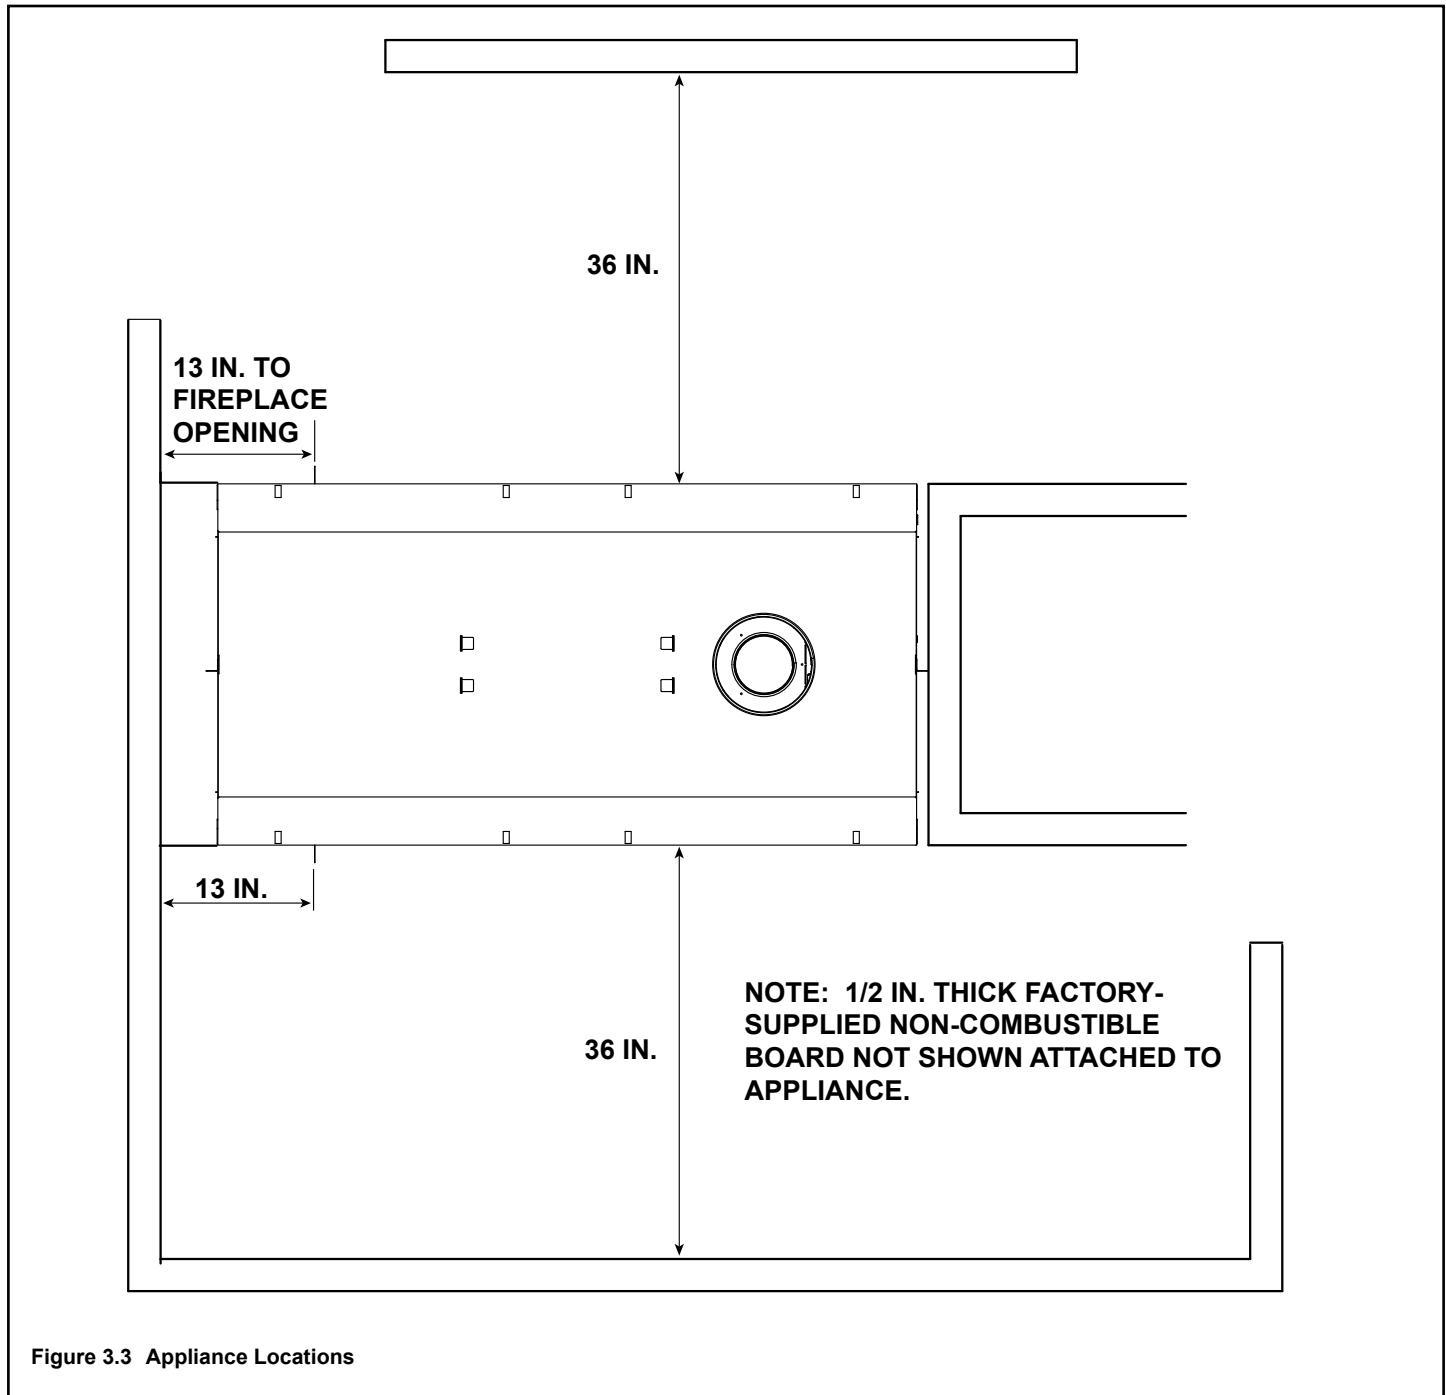 36 IN.
13 IN. TO
FIREPLACE
OPENING
13 IN.
36 IN.
NOTE:  1/2 IN. THICK FACTORY-
SUPPLIED NON-COMBUSTIBLE
BOARD NOT SHOWN ATTACHED TO
APPLIANCE.
Figure 3.3  Appliance Locations